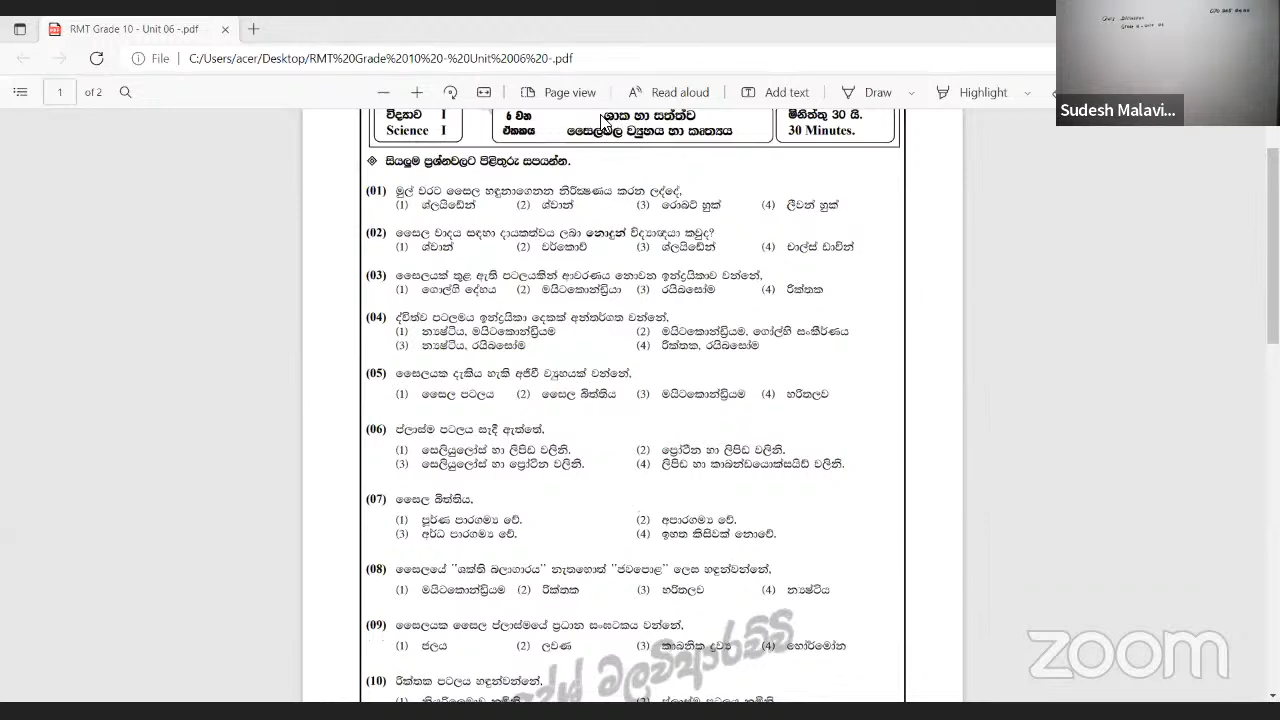 RMT Grade 10 - Unit 06 -.pdf
File C:/Users/acer/Desktop/RMT%20Grade%2010%20-%20Unit%2006%20-.pdf
1 of 2 Page view Read aloud Add text Draw Highlight
Sudesh Malavi...
විද්‍යාව I 6 වන ශාක හා සත්ත්ව මිනිත්තු 30 යි.
Science I ඒකකය සෛලවල ව්‍යුහය හා කෘත්‍යය 30 Minutes.
❖ සියලුම ප්‍රශ්නවලට පිළිතුරු සපයන්න.
(01) මුල් වරට සෛල හඳුනාගෙනන නිරීක්‍ෂණය කරන ලද්දේ,
(1) ශ්ලයිඩේන් (2) ශ්වාන් (3) රොබට් හුක් (4) ලීවන් හුක්
(02) සෛල වාදය සඳහා දායකත්වය ලබා නොදුන් විද්‍යාඥයා කවුද?
(1) ශ්වාන් (2) වර්කොව් (3) ශ්ලයිඩේන් (4) චාල්ස් ඩාවින්
(03) සෛලයක් තුළ ඇති පටලයකින් ආවරණය නොවන ඉන්ද්‍රයිකාව වන්නේ,
(1) ගොල්ගි දේහය (2) මයිටකොන්ඩ්‍රියා (3) රයිබසෝම (4) රික්තක
(04) ද්විත්ව පටලමය ඉන්ද්‍රයිකා දෙකක් අන්තර්ගත වන්නේ,
(1) න්‍යෂ්ටිය, මයිටකොන්ඩ්‍රියම (2) මයිටකොන්ඩ්‍රියම, ගෝල්හි සංකීර්ණය
(3) න්‍යෂ්ටිය, රයිබසෝම (4) රික්තක, රයිබසෝම
(05) සෛලයක දැකිය හැකි අජීවී ව්‍යුහයක් වන්නේ,
(1) සෛල පටලය (2) සෛල බිත්තිය (3) මයිටකොන්ඩ්‍රියම (4) හරිතලව
(06) ප්ලාස්ම පටලය සෑදී ඇත්තේ,
(1) සෙලියුලෝස් හා ලිපිඩ වලිනි. (2) ප්‍රෝටීන හා ලිපිඩ වලිනි.
(3) සෙලියුලෝස් හා ප්‍රෝටින වලිනි. (4) ලිපිඩ හා කාබන්ඩයොක්සයිඩ් වලිනි.
(07) සෛල බිත්තිය,
(1) පූර්ණ පාරගම්‍ය වේ. (2) අපාරගම්‍ය වේ.
(3) අර්ධ පාරගම්‍ය වේ. (4) ඉහත කිසිවක් නොවේ.
(08) සෛලයේ "ශක්ති බලාගාරය" නැතහොත් "ජවපොළ" ලෙස හඳුන්වන්නේ,
(1) මයිටකොන්ඩ්‍රියම (2) රික්තක (3) හරිතලව (4) න්‍යෂ්ටිය
(09) සෛලයක සෛල ප්ලාස්මයේ ප්‍රධාන සංඝටකය වන්නේ,
(1) ජලය (2) ලවණ (3) කාබනික ද්‍රව්‍ය (4) හෝර්මෝන
(10) රික්තක පටලය හඳුන්වන්නේ,
zoom